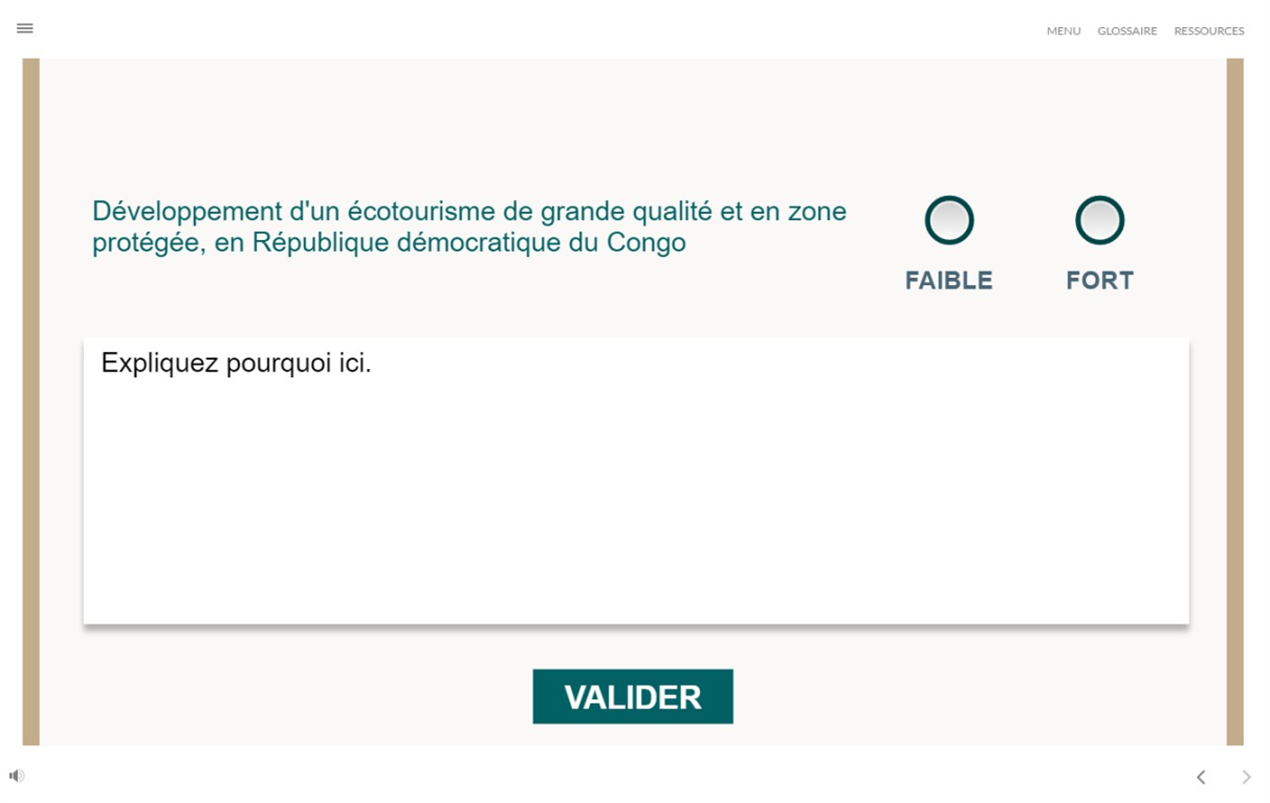 MENU GLOSSAIRE RESSOURCES
Développement d'un écotourisme de grande qualité et en zone
protégée, en République démocratique du Congo
FAIBLE FORT
Expliquez pourquoi ici.
VALIDER